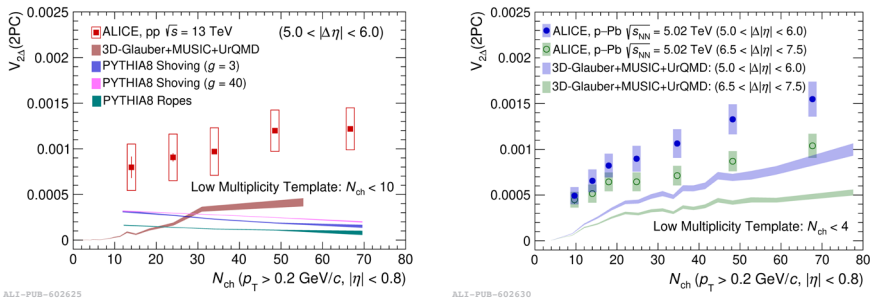 ALICE, pp √s = 13 TeV (5.0 < |Δη| < 6.0)
3D-Glauber+MUSIC+UrQMD
PYTHIA8 Shoving (g = 3)
PYTHIA8 Shoving (g = 40)
PYTHIA8 Ropes
V2Δ(2PC)
0.0025
0.002
0.0015
0.001
0.0005
0
Low Multiplicity Template: Nch < 10
0 10 20 30 40 50 60 70 80
Nch (pT > 0.2 GeV/c, |η| < 0.8)
ALI-PUB-602625
ALICE, p–Pb √sNN = 5.02 TeV (5.0 < |Δη| < 6.0)
ALICE, p–Pb √sNN = 5.02 TeV (6.5 < |Δη| < 7.5)
3D-Glauber+MUSIC+UrQMD: (5.0 < |Δη| < 6.0)
3D-Glauber+MUSIC+UrQMD: (6.5 < |Δη| < 7.5)
V2Δ(2PC)
0.0025
0.002
0.0015
0.001
0.0005
0
Low Multiplicity Template: Nch < 4
0 10 20 30 40 50 60 70 80
Nch (pT > 0.2 GeV/c, |η| < 0.8)
ALI-PUB-602630